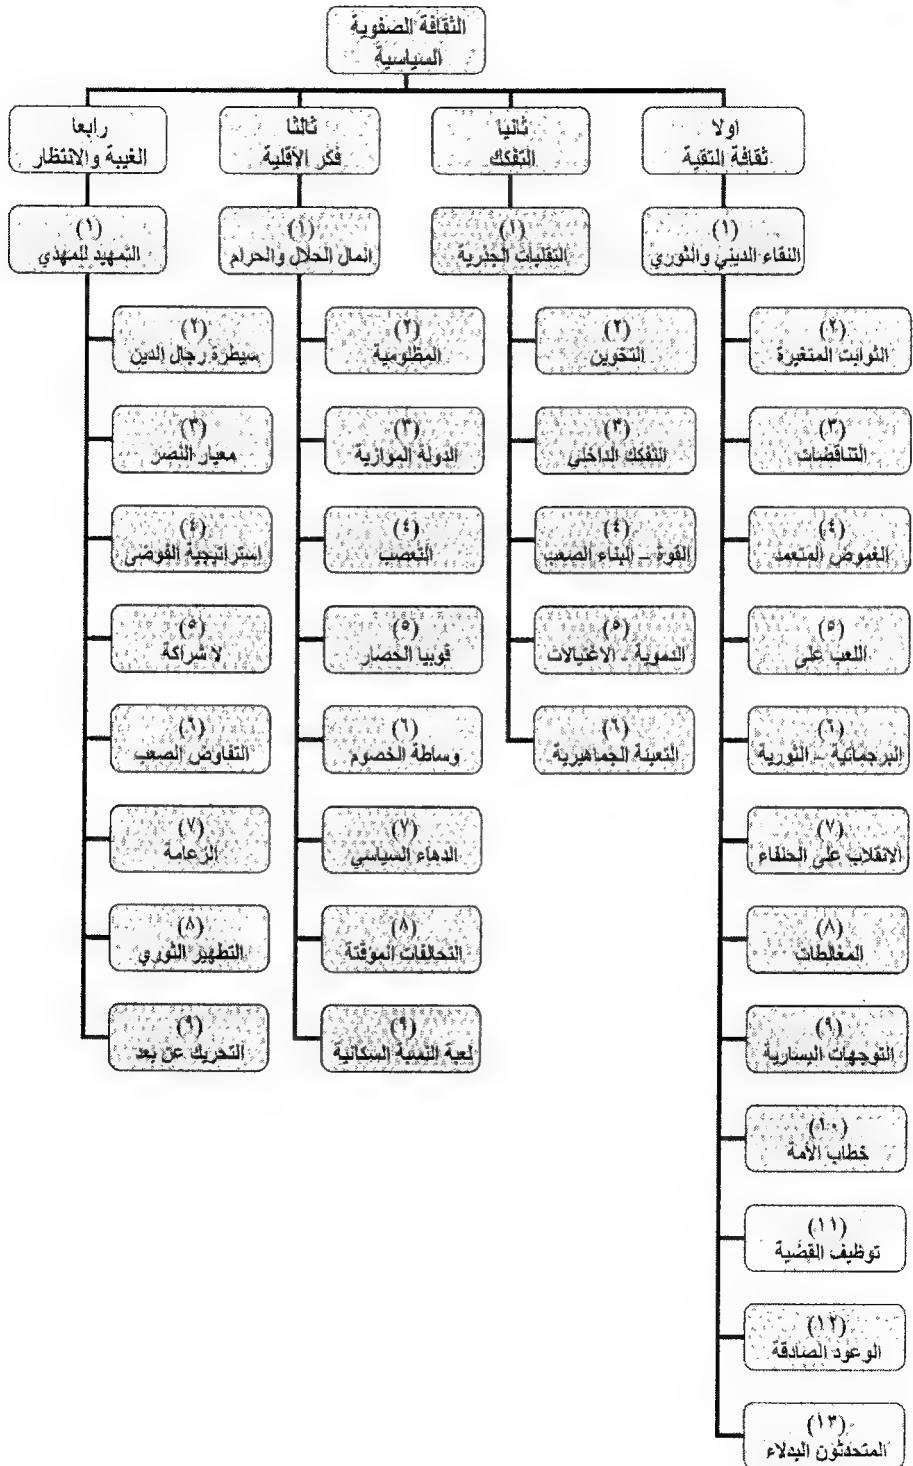 الثقافة الصفوية
السياسية
اولا
ثقافة التقية
(١)
النقاء الديني والثوري
(٢)
الثوابت المتغيرة
(٣)
التناقضات
(٤)
الغموض المتعمد
(٥)
اللعب على
(٦)
البرجماتية – الثورية
(٧)
الانقلاب على الحلفاء
(٨)
المغالطات
(٩)
التوجهات اليسارية
(١٠)
خطاب الأمة
(١١)
توظيف القضية
(١٢)
الوعود الصادقة
(١٣)
المتحدثون البدلاء
ثانيا
التفكك
(١)
التقلبات الجذرية
(٢)
التخوين
(٣)
التفكك الداخلي
(٤)
القوة – البناء الصعب
(٥)
الدموية – الاغتيالات
(٦)
التعبئة الجماهيرية
ثالثا
فكر الأقلية
(١)
المال الحلال والحرام
(٢)
المظلومية
(٣)
الدولة الموازية
(٤)
التعصب
(٥)
فوبيا الحصار
(٦)
وساطة الخصوم
(٧)
الدهاء السياسي
(٨)
التحالفات الموقتة
(٩)
لعبة النسبة السكانية
رابعا
الغيبة والانتظار
(١)
التمهيد للمهدي
(٢)
سيطرة رجال الدين
(٣)
معيار النصر
(٤)
استراتيجية الفوضى
(٥)
لا شراكة
(٦)
التفاوض الصعب
(٧)
الزعامة
(٨)
التطهير الثوري
(٩)
التحريك عن بعد